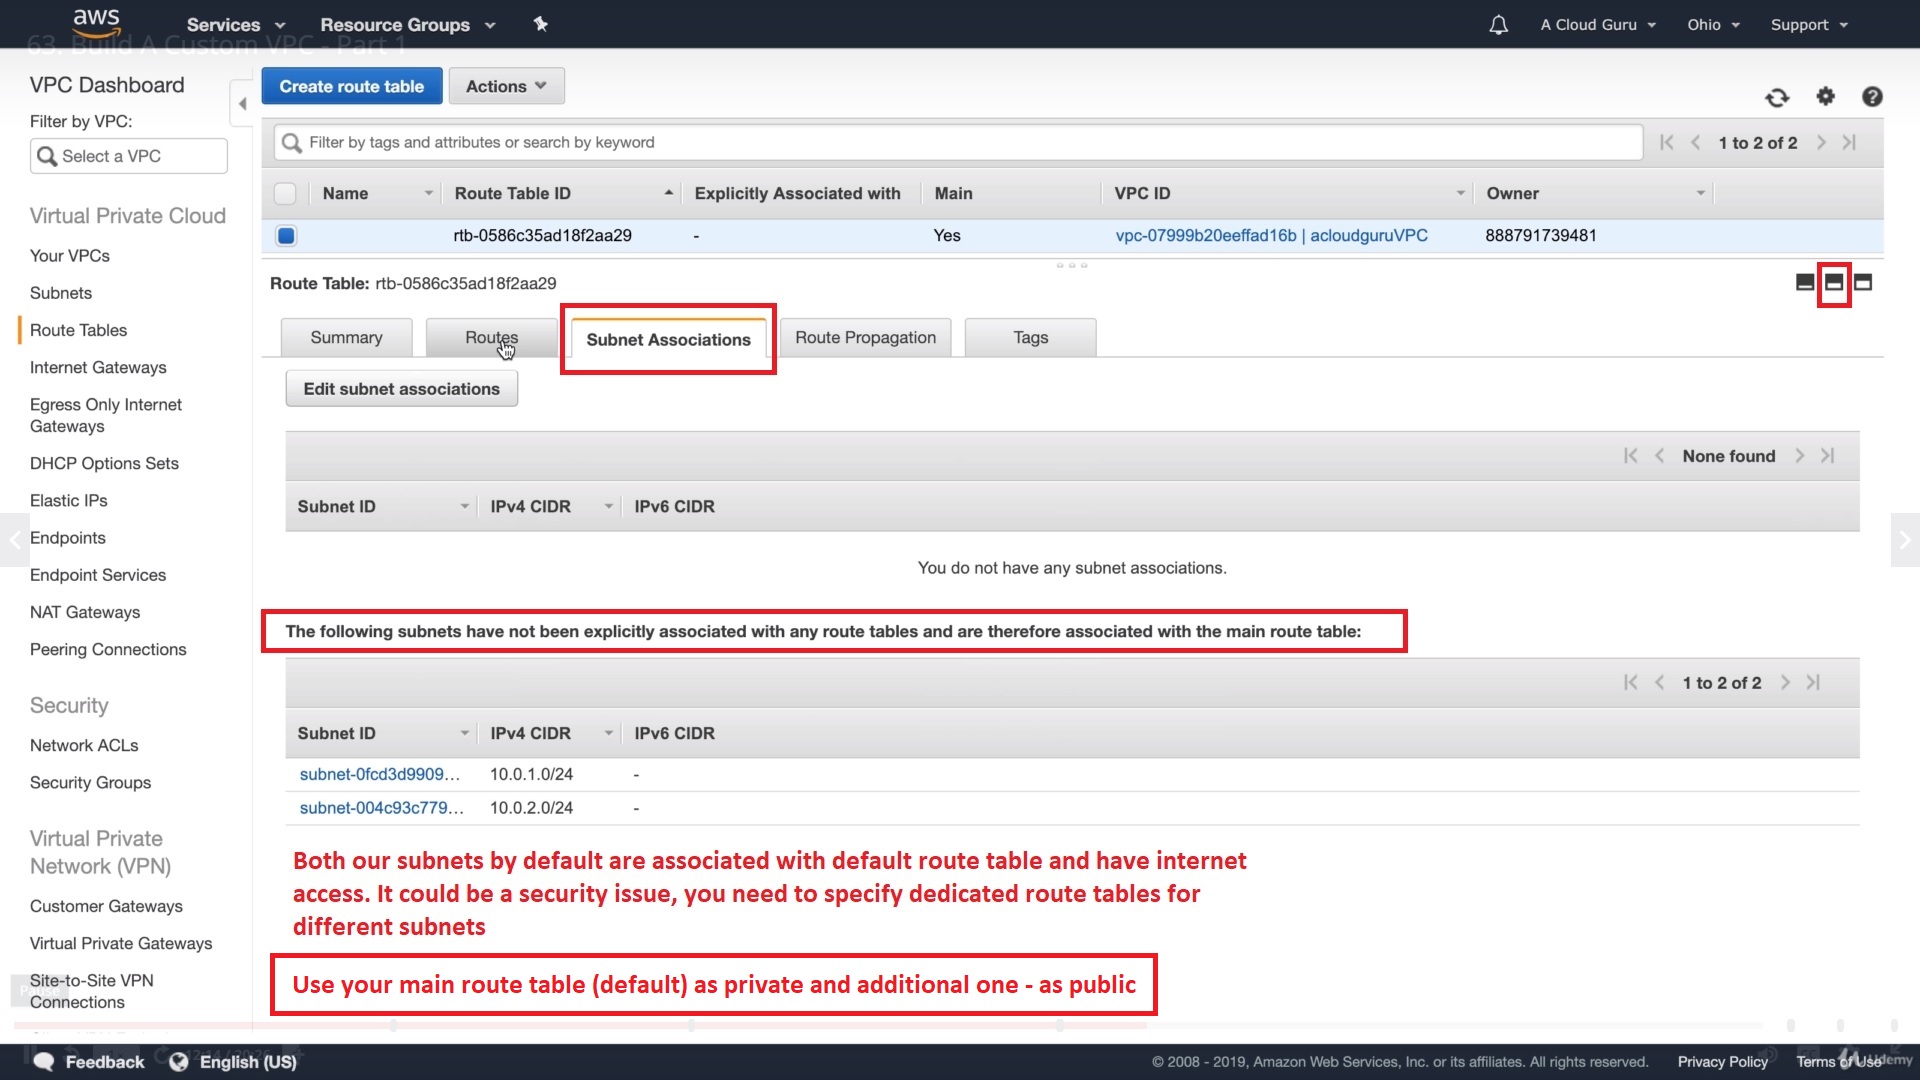 aws
Services
Resource Groups
A Cloud Guru
Ohio
Support
63. Build A Custom VPC - Part 1
VPC Dashboard
Filter by VPC:
Select a VPC
Virtual Private Cloud
Your VPCs
Subnets
Route Tables
Internet Gateways
Egress Only Internet
Gateways
DHCP Options Sets
Elastic IPs
Endpoints
Endpoint Services
NAT Gateways
Peering Connections
Security
Network ACLs
Security Groups
Virtual Private
Network (VPN)
Customer Gateways
Virtual Private Gateways
Site-to-Site VPN
Connections
Pause
Create route table
Actions
Filter by tags and attributes or search by keyword
1 to 2 of 2
Name Route Table ID Explicitly Associated with Main VPC ID Owner
rtb-0586c35ad18f2aa29 - Yes vpc-07999b20eeffad16b | acloudguruVPC 888791739481
Route Table: rtb-0586c35ad18f2aa29
Summary Routes Subnet Associations Route Propagation Tags
Edit subnet associations
None found
Subnet ID IPv4 CIDR IPv6 CIDR
You do not have any subnet associations.
The following subnets have not been explicitly associated with any route tables and are therefore associated with the main route table:
1 to 2 of 2
Subnet ID IPv4 CIDR IPv6 CIDR
subnet-0fcd3d9909... 10.0.1.0/24 -
subnet-004c93c779... 10.0.2.0/24 -
Both our subnets by default are associated with default route table and have internet
access. It could be a security issue, you need to specify dedicated route tables for
different subnets
Use your main route table (default) as private and additional one - as public
Feedback
English (US)
© 2008 - 2019, Amazon Web Services, Inc. or its affiliates. All rights reserved.
Privacy Policy
Terms of Use
Udemy